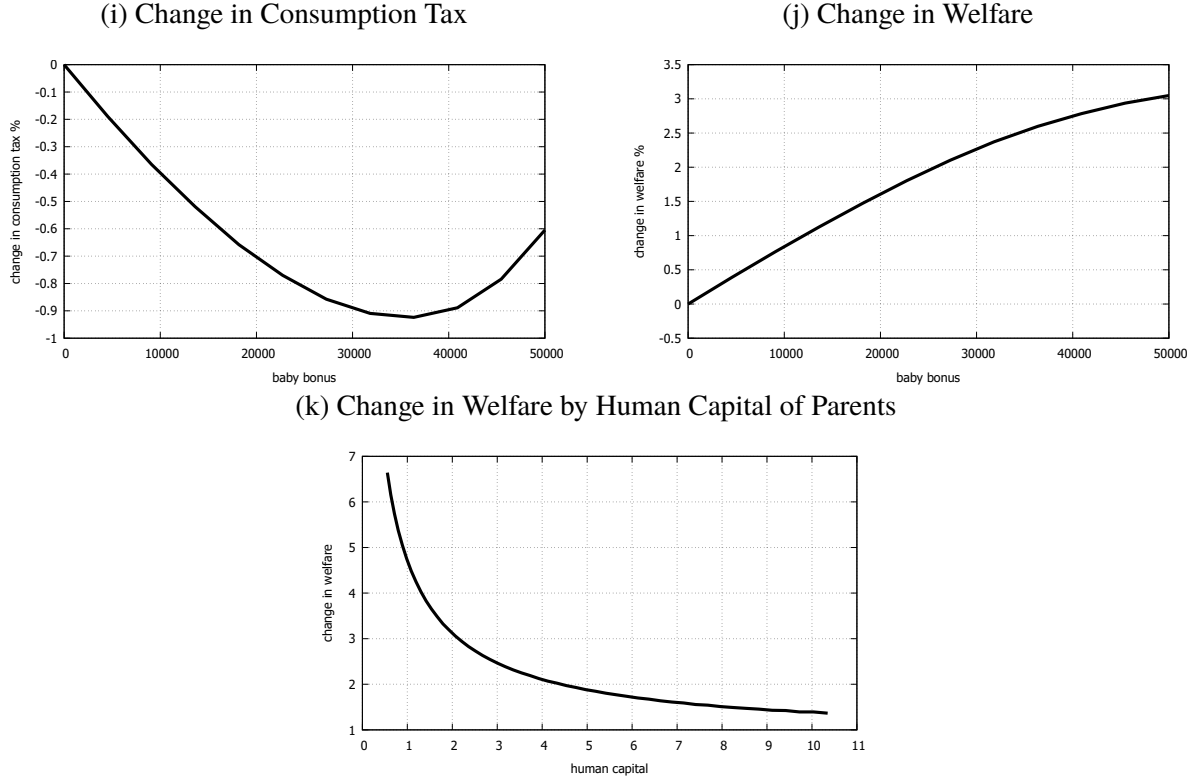 (i) Change in Consumption Tax
0
-0.1
-0.2
-0.3
-0.4
-0.5
-0.6
-0.7
-0.8
-0.9
-1
change in consumption tax %
0 10000 20000 30000 40000 50000
baby bonus
(j) Change in Welfare
3.5
3
2.5
2
1.5
1
0.5
0
-0.5
change in welfare %
0 10000 20000 30000 40000 50000
baby bonus
(k) Change in Welfare by Human Capital of Parents
7
6
5
4
3
2
1
change in welfare
0 1 2 3 4 5 6 7 8 9 10 11
human capital